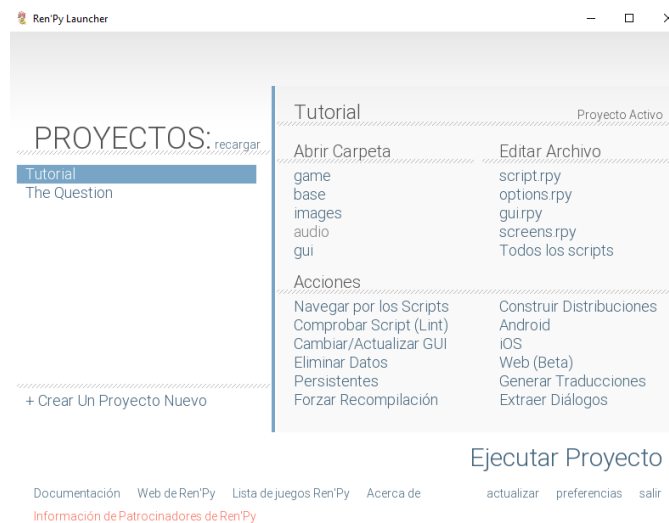 Ren'Py Launcher
PROYECTOS: recargar
Tutorial
The Question
+ Crear Un Proyecto Nuevo
Tutorial
Proyecto Activo
Abrir Carpeta
game
base
images
audio
gui
Editar Archivo
script.rpy
options.rpy
gui.rpy
screens.rpy
Todos los scripts
Acciones
Navegar por los Scripts
Comprobar Script (Lint)
Cambiar/Actualizar GUI
Eliminar Datos
Persistentes
Forzar Recompilación
Construir Distribuciones
Android
iOS
Web (Beta)
Generar Traducciones
Extraer Diálogos
Ejecutar Proyecto
Documentación Web de Ren'Py Lista de juegos Ren'Py Acerca de actualizar preferencias salir
Información de Patrocinadores de Ren'Py